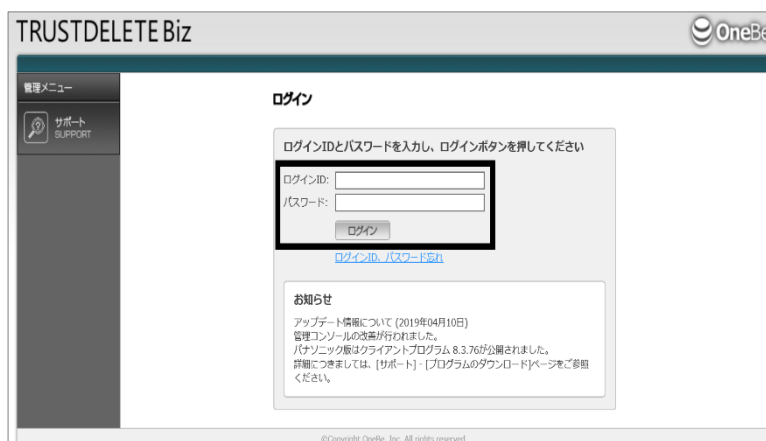 TRUSTDELETE Biz
OneBe
管理メニュー
サポート
SUPPORT
ログイン
ログインIDとパスワードを入力し、ログインボタンを押してください
ログインID:
パスワード:
ログイン
ログインID、パスワード忘れ
お知らせ
アップデート情報について (2019年04月10日)
管理コンソールの改善が行われました。
パナソニック版はクライアントプログラム 8.3.76が公開されました。
詳細につきましては、[サポート] - [プログラムのダウンロード]ページをご参照
ください。
©Copyright OneBe, Inc. All rights reserved.